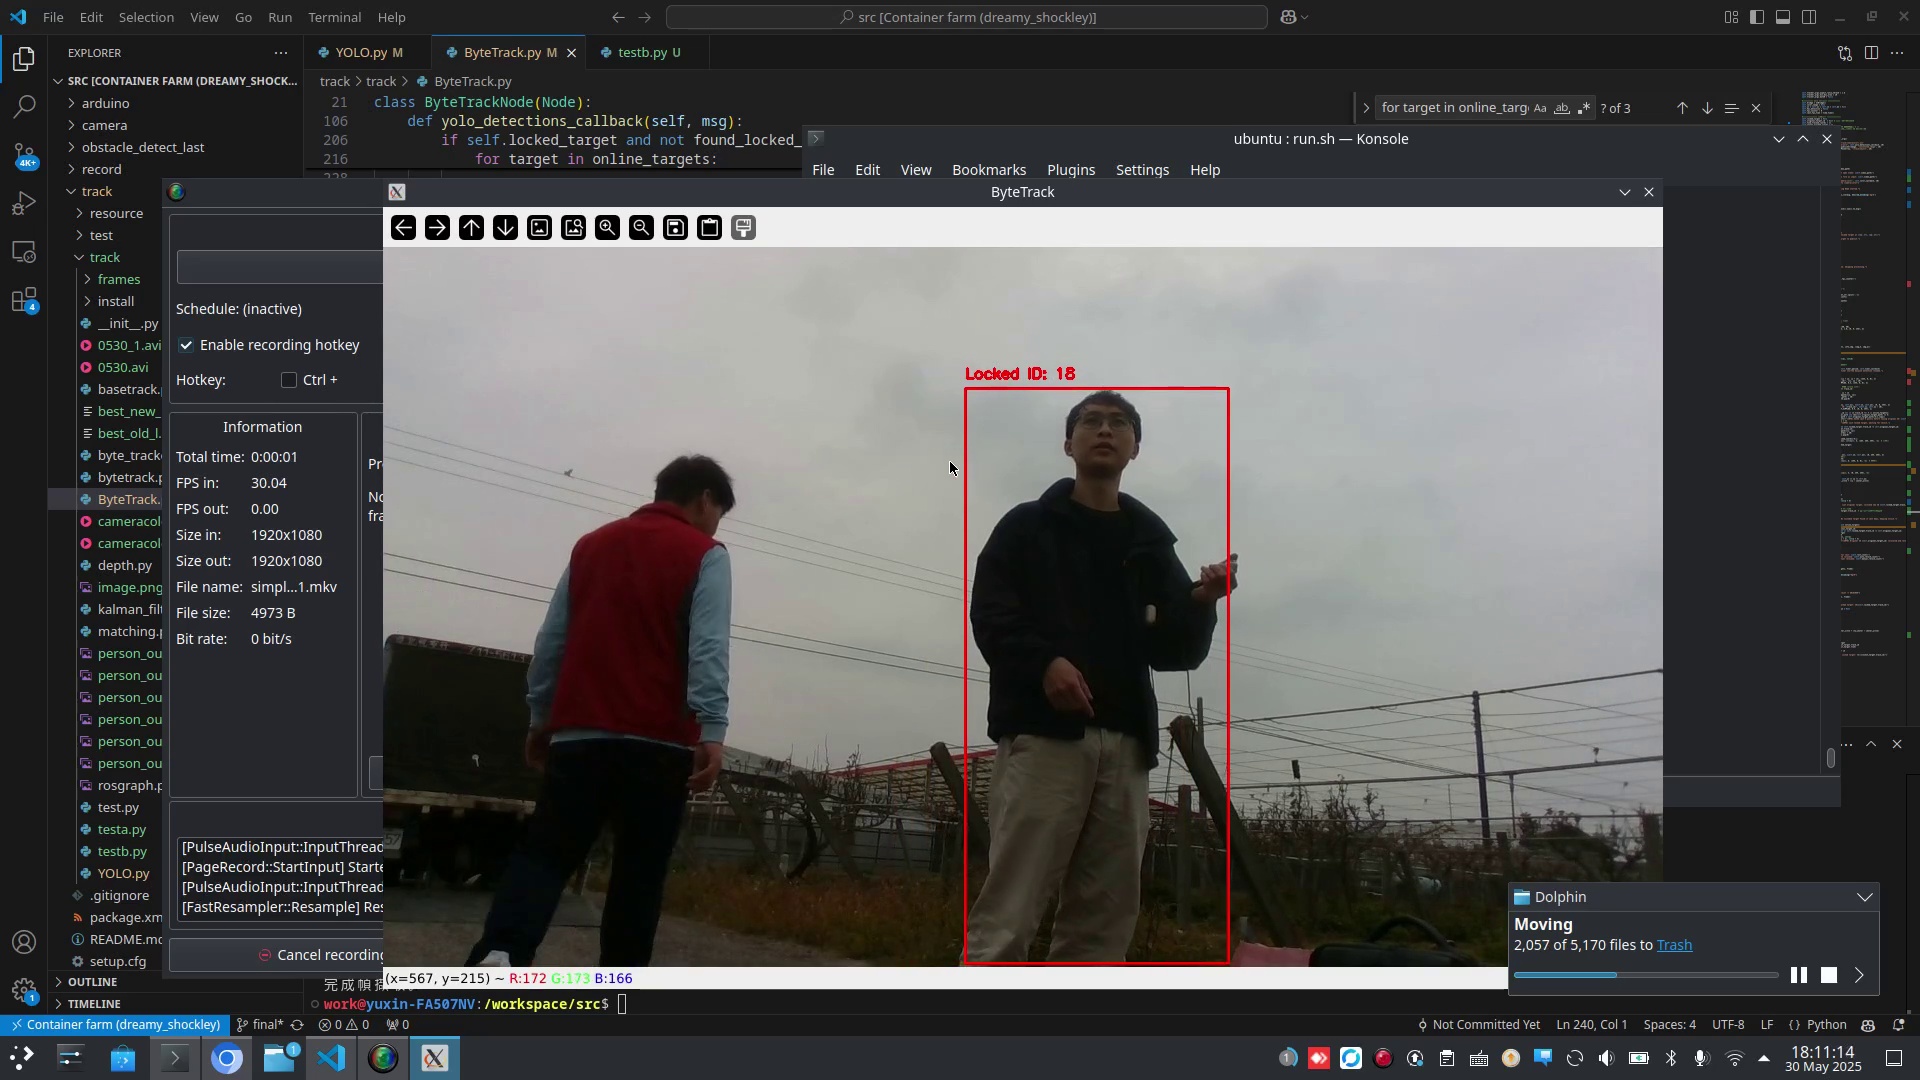 File Edit Selection View Go Run Terminal Help
src [Container farm (dreamy_shockley)]
EXPLORER
SRC [CONTAINER FARM (DREAMY_SHOCK...
arduino
camera
obstacle_detect_last
record
track
resource
test
track
frames
install
__init__.py
0530_1.avi
0530.avi
basetrack.
best_new_
best_old_l.
byte_track
bytetrack.p
ByteTrack.
cameracol
cameracol
depth.py
image.png
kalman_fil
matching.p
person_ou
person_ou
person_ou
person_ou
person_ou
person_ou
rosgraph.p
test.py
testa.py
testb.py
YOLO.py
.gitignore
package.xm
README.md
setup.cfg
OUTLINE
TIMELINE
YOLO.py M
ByteTrack.py M
testb.py U
track > track > ByteTrack.py
21 class ByteTrackNode(Node):
106 def yolo_detections_callback(self, msg):
206 if self.locked_target and not found_locked_
216 for target in online_targets:
for target in online_targ
Aa ab .*
? of 3
ubuntu : run.sh — Konsole
File Edit View Bookmarks Plugins Settings Help
ByteTrack
Schedule: (inactive)
Enable recording hotkey
Hotkey: Ctrl +
Information
Total time: 0:00:01
FPS in: 30.04
FPS out: 0.00
Size in: 1920x1080
Size out: 1920x1080
File name: simpl...1.mkv
File size: 4973 B
Bit rate: 0 bit/s
[PulseAudioInput::InputThread
[PageRecord::StartInput] Starte
[PulseAudioInput::InputThread
[FastResampler::Resample] Res
Cancel recording
Locked ID: 18
(x=567, y=215) ~ R:172 G:173 B:166
work@yuxin-FA507NV:/workspace/src$
Dolphin
Moving
2,057 of 5,170 files to Trash
4K+
4
1
Container farm (dreamy_shockley)
final*
0 0
0
Not Committed Yet
Ln 240, Col 1
Spaces: 4
UTF-8
LF
{} Python
1
1
18:11:14
30 May 2025